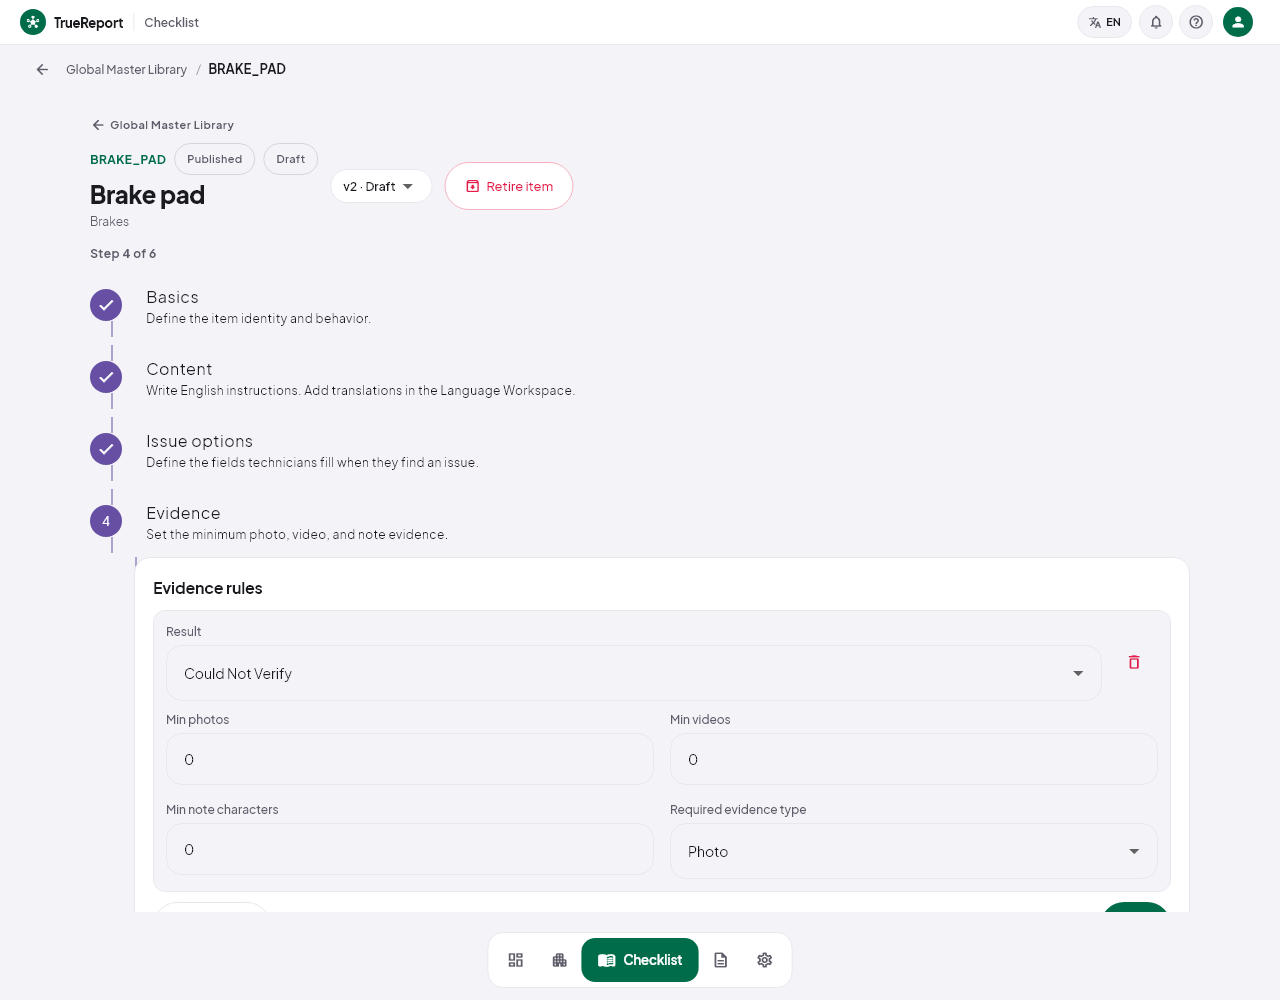 TrueReport Checklist EN
Global Master Library / BRAKE_PAD
Global Master Library
BRAKE_PAD Published Draft
Brake pad
Brakes
v2 · Draft Retire item
Step 4 of 6
Basics
Define the item identity and behavior.
Content
Write English instructions. Add translations in the Language Workspace.
Issue options
Define the fields technicians fill when they find an issue.
4 Evidence
Set the minimum photo, video, and note evidence.
Evidence rules
Result
Could Not Verify
Min photos Min videos
0 0
Min note characters Required evidence type
0 Photo
Checklist